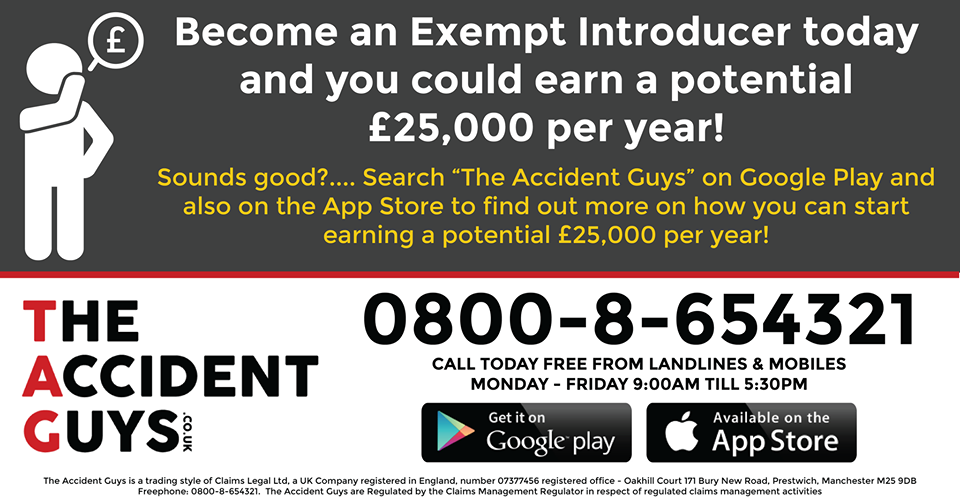 £
Become an Exempt Introducer today
and you could earn a potential
£25,000 per year!
Sounds good?.... Search “The Accident Guys” on Google Play and
also on the App Store to find out more on how you can start
earning a potential £25,000 per year!
THE
ACCIDENT
GUYS.CO.UK
0800-8-654321
CALL TODAY FREE FROM LANDLINES & MOBILES
MONDAY - FRIDAY 9:00AM TILL 5:30PM
Get it on
Google play
Available on the
App Store
The Accident Guys is a trading style of Claims Legal Ltd, a UK Company registered in England, number 07377456 registered office - Oakhill Court 171 Bury New Road, Prestwich, Manchester M25 9DB
Freephone: 0800-8-654321. The Accident Guys are Regulated by the Claims Management Regulator in respect of regulated claims management activities